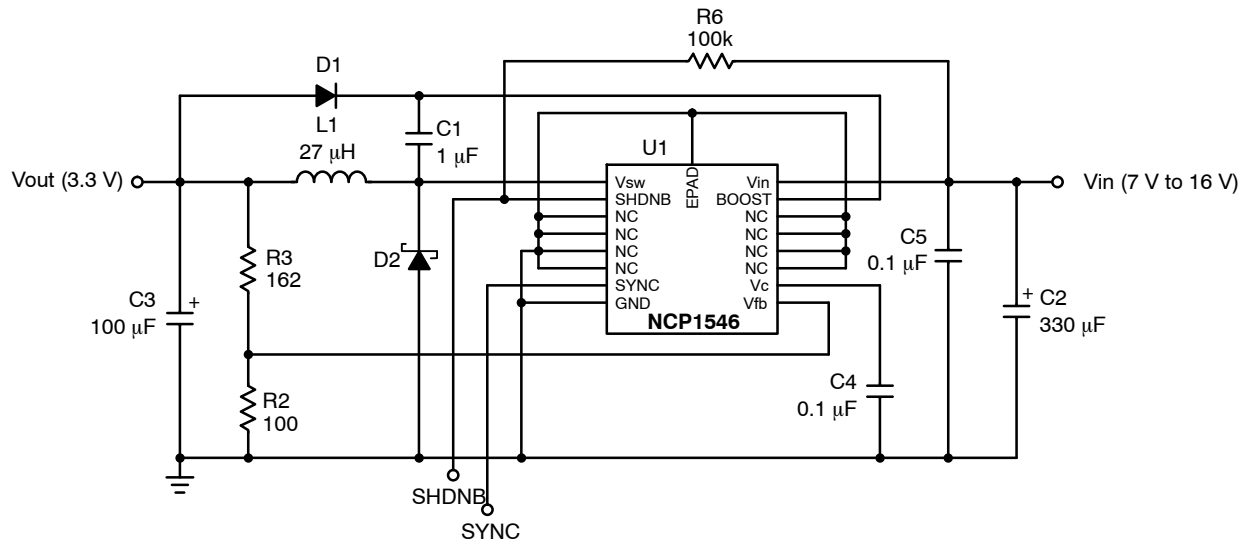 R6
100k
D1
L1
27 μH
C1
1 μF
U1
Vout (3.3 V)
Vin (7 V to 16 V)
EPAD
Vsw
SHDNB
NC
NC
NC
NC
SYNC
GND
Vin
BOOST
NC
NC
NC
NC
Vc
Vfb
NCP1546
R3
162
D2
C3
+
100 μF
C5
0.1 μF
+
C2
330 μF
R2
100
C4
0.1 μF
SHDNB
SYNC